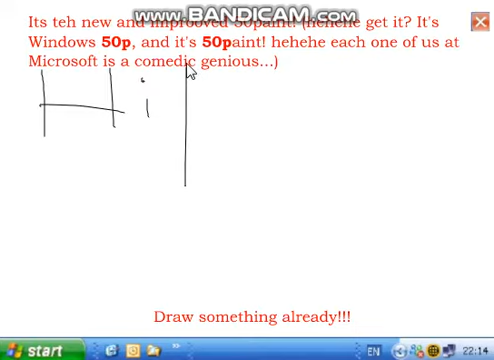 www.BANDICAM.com
Its teh new and improoved 50paint! (hehehe get it? It's
Windows 50p, and it's 50paint! hehehe each one of us at
Microsoft is a comedic genious...)
Hi
Draw something already!!!
start
EN
22:14